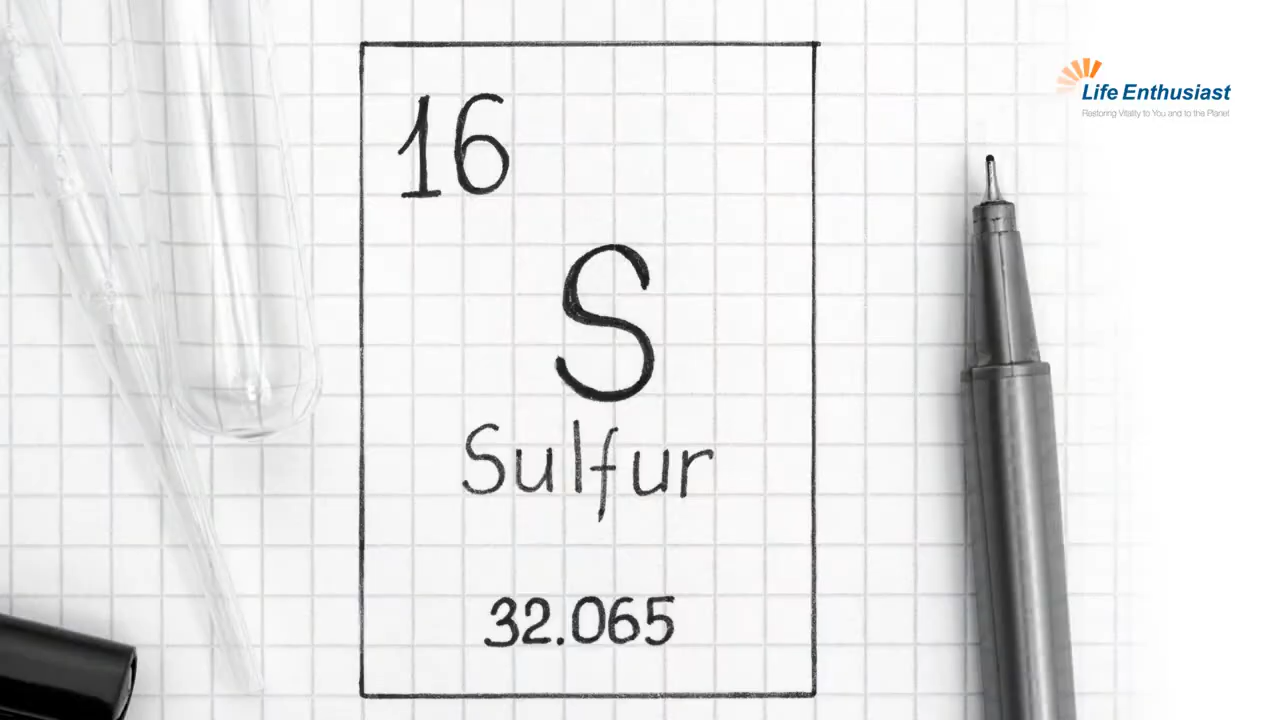 16
S
Sulfur
32.065
Life Enthusiast
Restoring Vitality to You and to the Planet